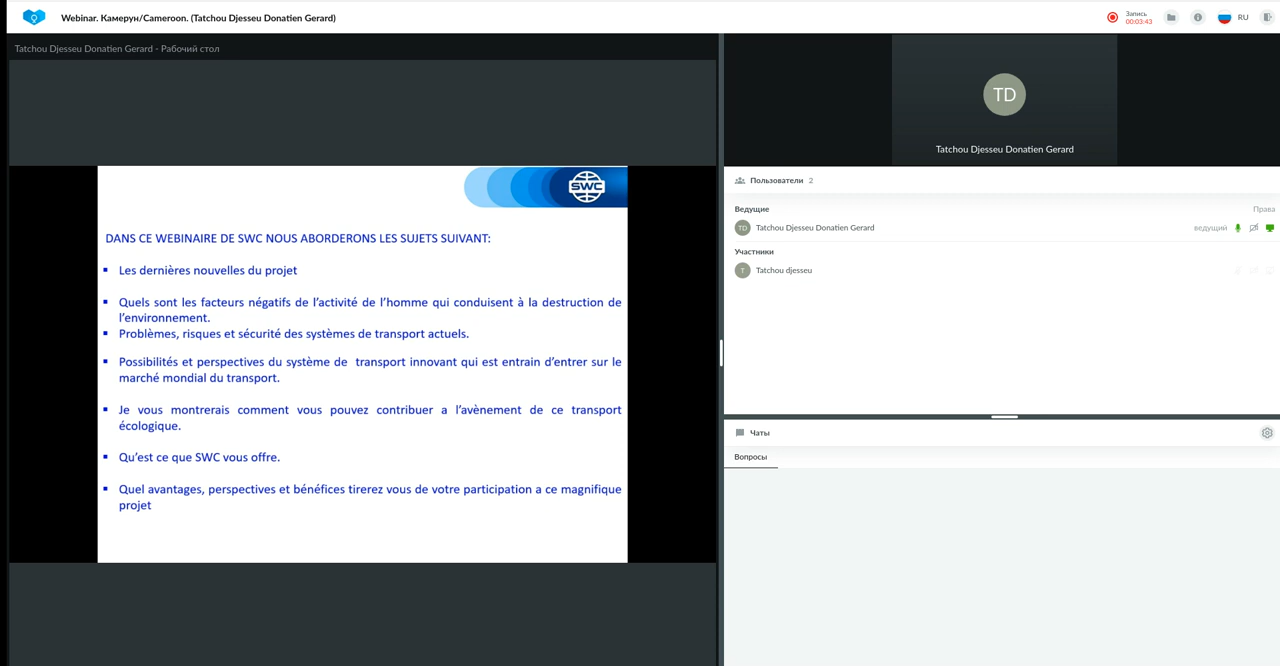 Webinar. Камерун/Cameroon. (Tatchou Djesseu Donatien Gerard)
Запись
00:03:43
RU
Tatchou Djesseu Donatien Gerard - Рабочий стол
SWC
DANS CE WEBINAIRE DE SWC NOUS ABORDERONS LES SUJETS SUIVANT:
▪ Les dernières nouvelles du projet
▪ Quels sont les facteurs négatifs de l’activité de l’homme qui conduisent à la destruction de
l’environnement.
▪ Problèmes, risques et sécurité des systèmes de transport actuels.
▪ Possibilités et perspectives du système de transport innovant qui est entrain d’entrer sur le
marché mondial du transport.
▪ Je vous montrerais comment vous pouvez contribuer a l’avènement de ce transport
écologique.
▪ Qu’est ce que SWC vous offre.
▪ Quel avantages, perspectives et bénéfices tirerez vous de votre participation a ce magnifique
projet
TD
Tatchou Djesseu Donatien Gerard
Пользователи 2
Ведущие Права
TD Tatchou Djesseu Donatien Gerard ведущий
Участники
T Tatchou djesseu
Чаты
Вопросы